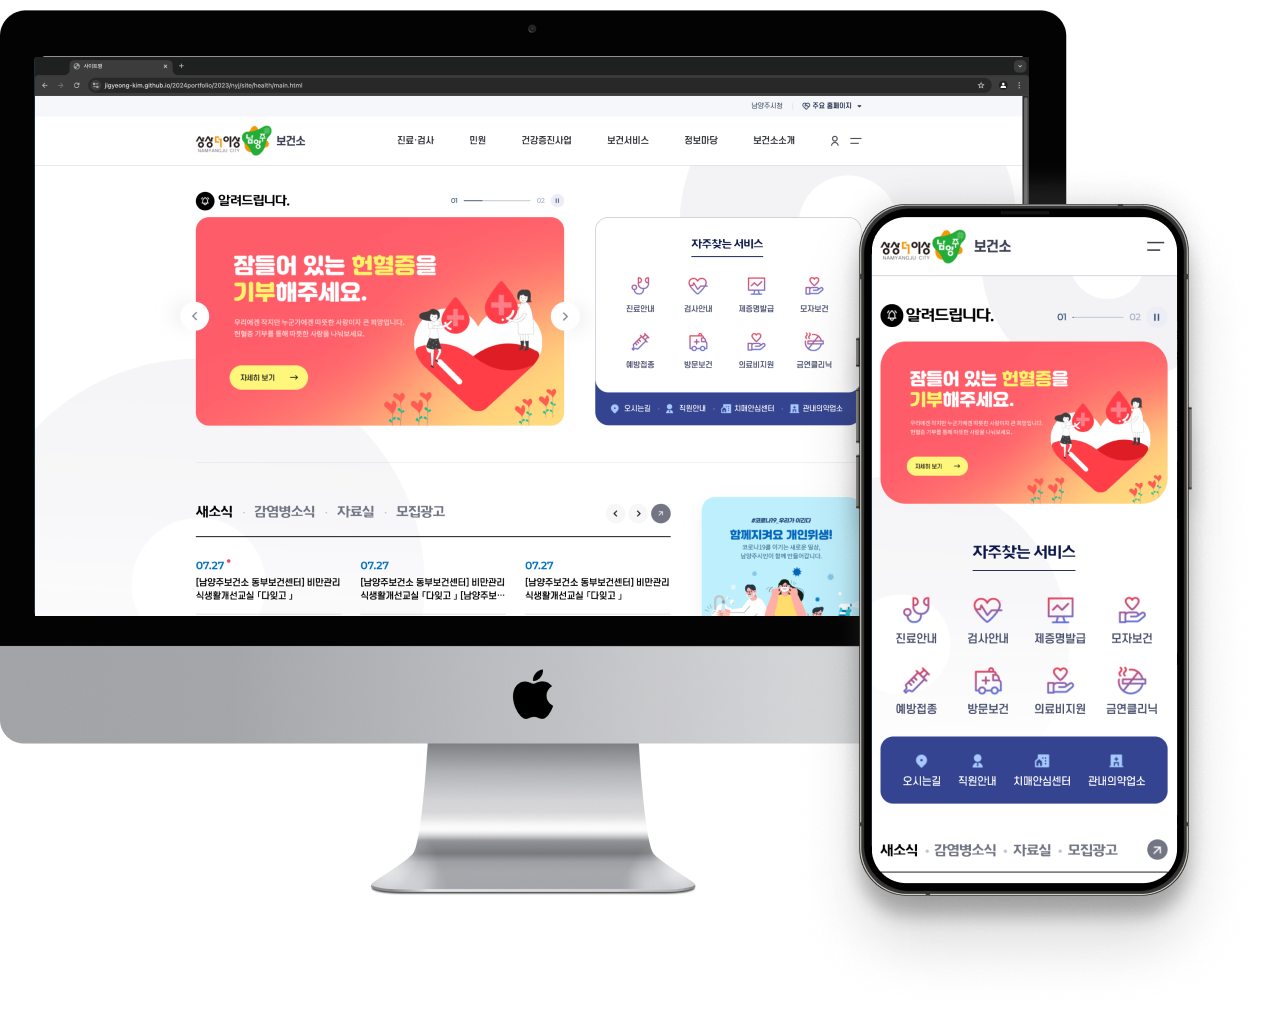 사이트명
jigyeong-kim.github.io/2024portfolio/2023/nyj/site/health/main.html
남양주시청
주요 홈페이지
상상더이상 남양주
NAMYANGJU CITY
보건소
진료·검사 민원 건강증진사업 보건서비스 정보마당 보건소소개
알려드립니다.
01 02
잠들어 있는 헌혈증을
기부해주세요.
우리에겐 작지만 누군가에겐 따뜻한 사랑이자 큰 희망입니다.
헌혈증 기부를 통해 따뜻한 사랑을 나눠보세요.
자세히 보기
자주찾는 서비스
진료안내 검사안내 제증명발급 모자보건
예방접종 방문보건 의료비지원 금연클리닉
오시는길 직원안내 치매안심센터 관내의약업소
새소식 · 감염병소식 · 자료실 · 모집광고
07.27
[남양주보건소 동부보건센터] 비만관리
식생활개선교실 「다잊고 」
07.27
[남양주보건소 동부보건센터] 비만관리
식생활개선교실 「다잊고 」 [남양주보…
07.27
[남양주보건소 동부보건센터] 비만관리
식생활개선교실 「다잊고 」
#코로나19_우리가 이긴다
함께지켜요 개인위생!
코로나19를 이기는 새로운 일상,
남양주시민이 함께 만들어갑니다.
상상더이상 남양주
NAMYANGJU CITY
보건소
알려드립니다.
01 02
잠들어 있는 헌혈증을
기부해주세요.
우리에겐 작지만 누군가에겐 따뜻한 사랑이자 큰 희망입니다.
헌혈증 기부를 통해 따뜻한 사랑을 나눠보세요.
자세히 보기
자주찾는 서비스
진료안내 검사안내 제증명발급 모자보건
예방접종 방문보건 의료비지원 금연클리닉
오시는길 직원안내 치매안심센터 관내의약업소
새소식 · 감염병소식 · 자료실 · 모집광고